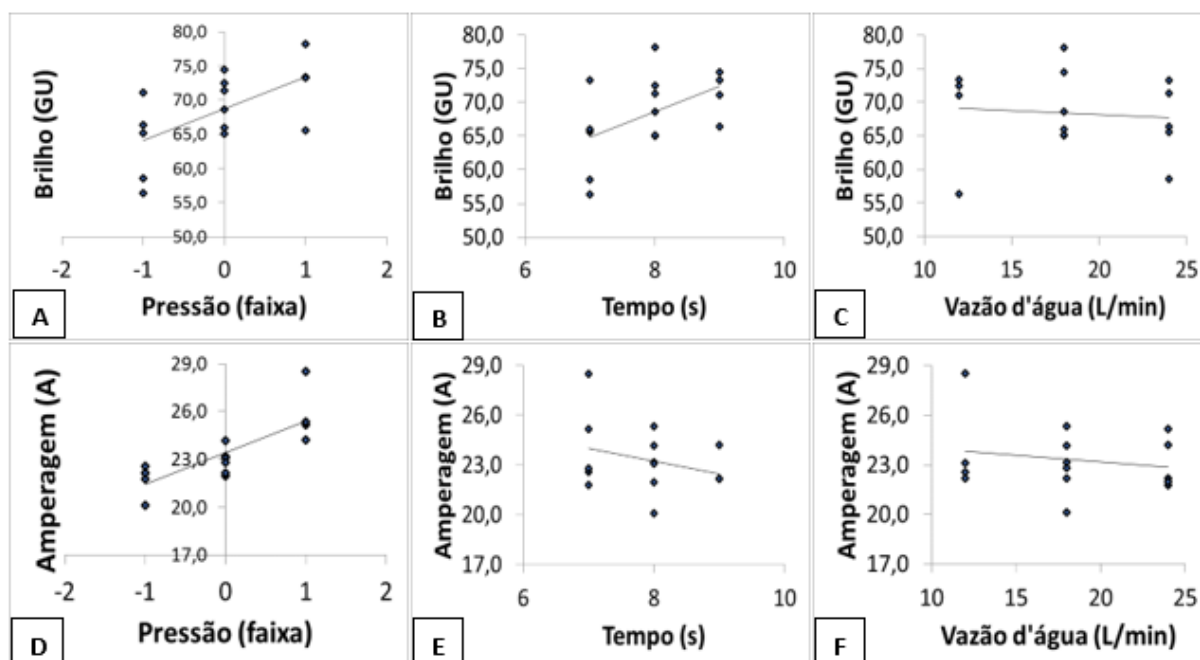 Brilho (GU)
80,0
75,0
70,0
65,0
60,0
55,0
50,0
-2 -1 0 1 2
Pressão (faixa)
A
Brilho (GU)
80,0
75,0
70,0
65,0
60,0
55,0
50,0
6 8 10
Tempo (s)
B
Brilho (GU)
80,0
75,0
70,0
65,0
60,0
55,0
50,0
10 15 20 25
Vazão d'água (L/min)
C
Amperagem (A)
29,0
26,0
23,0
20,0
17,0
-2 -1 0 1 2
Pressão (faixa)
D
Amperagem (A)
29,0
26,0
23,0
20,0
17,0
6 8 10
Tempo (s)
E
Amperagem (A)
29,0
26,0
23,0
20,0
17,0
10 15 20 25
Vazão d'água (L/min)
F